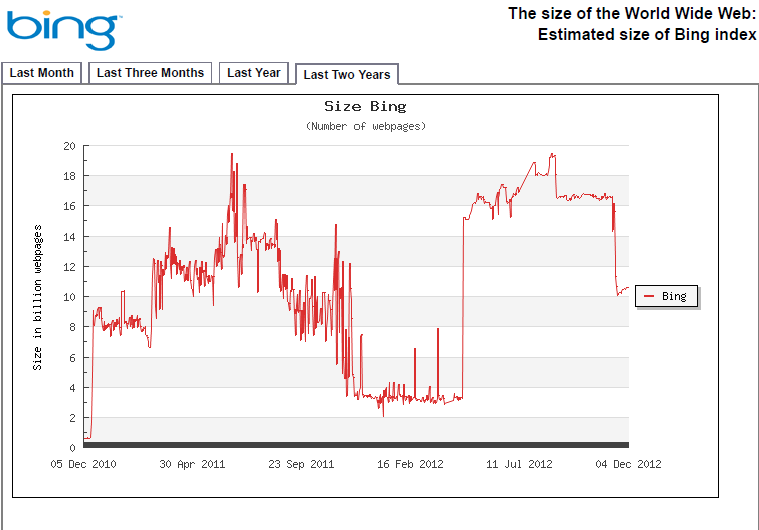 bing™
The size of the World Wide Web:
Estimated size of Bing index
Last Month
Last Three Months
Last Year
Last Two Years
Size Bing
(Number of webpages)
Size in billion webpages
20
18
16
14
12
10
8
6
4
2
0
05 Dec 2010
30 Apr 2011
23 Sep 2011
16 Feb 2012
11 Jul 2012
04 Dec 2012
Bing